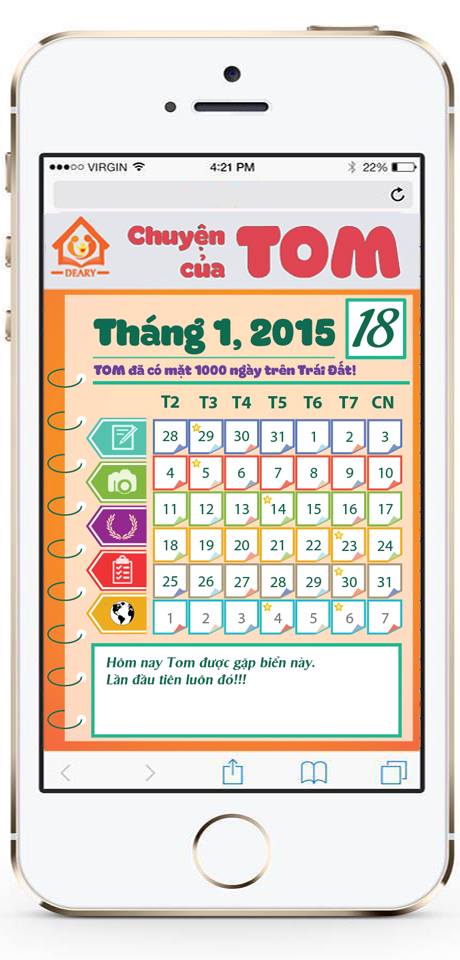 VIRGIN 4:21 PM 22%
DEARY
Chuyện
của TOM
Tháng 1, 2015 18
TOM đã có mặt 1000 ngày trên Trái Đất!
T2 T3 T4 T5 T6 T7 CN
28 29 30 31 1 2 3
4 5 6 7 8 9 10
11 12 13 14 15 16 17
18 19 20 21 22 23 24
25 26 27 28 29 30 31
1 2 3 4 5 6 7
Hôm nay Tom được gặp biển này.
Lần đầu tiên luôn đó!!!